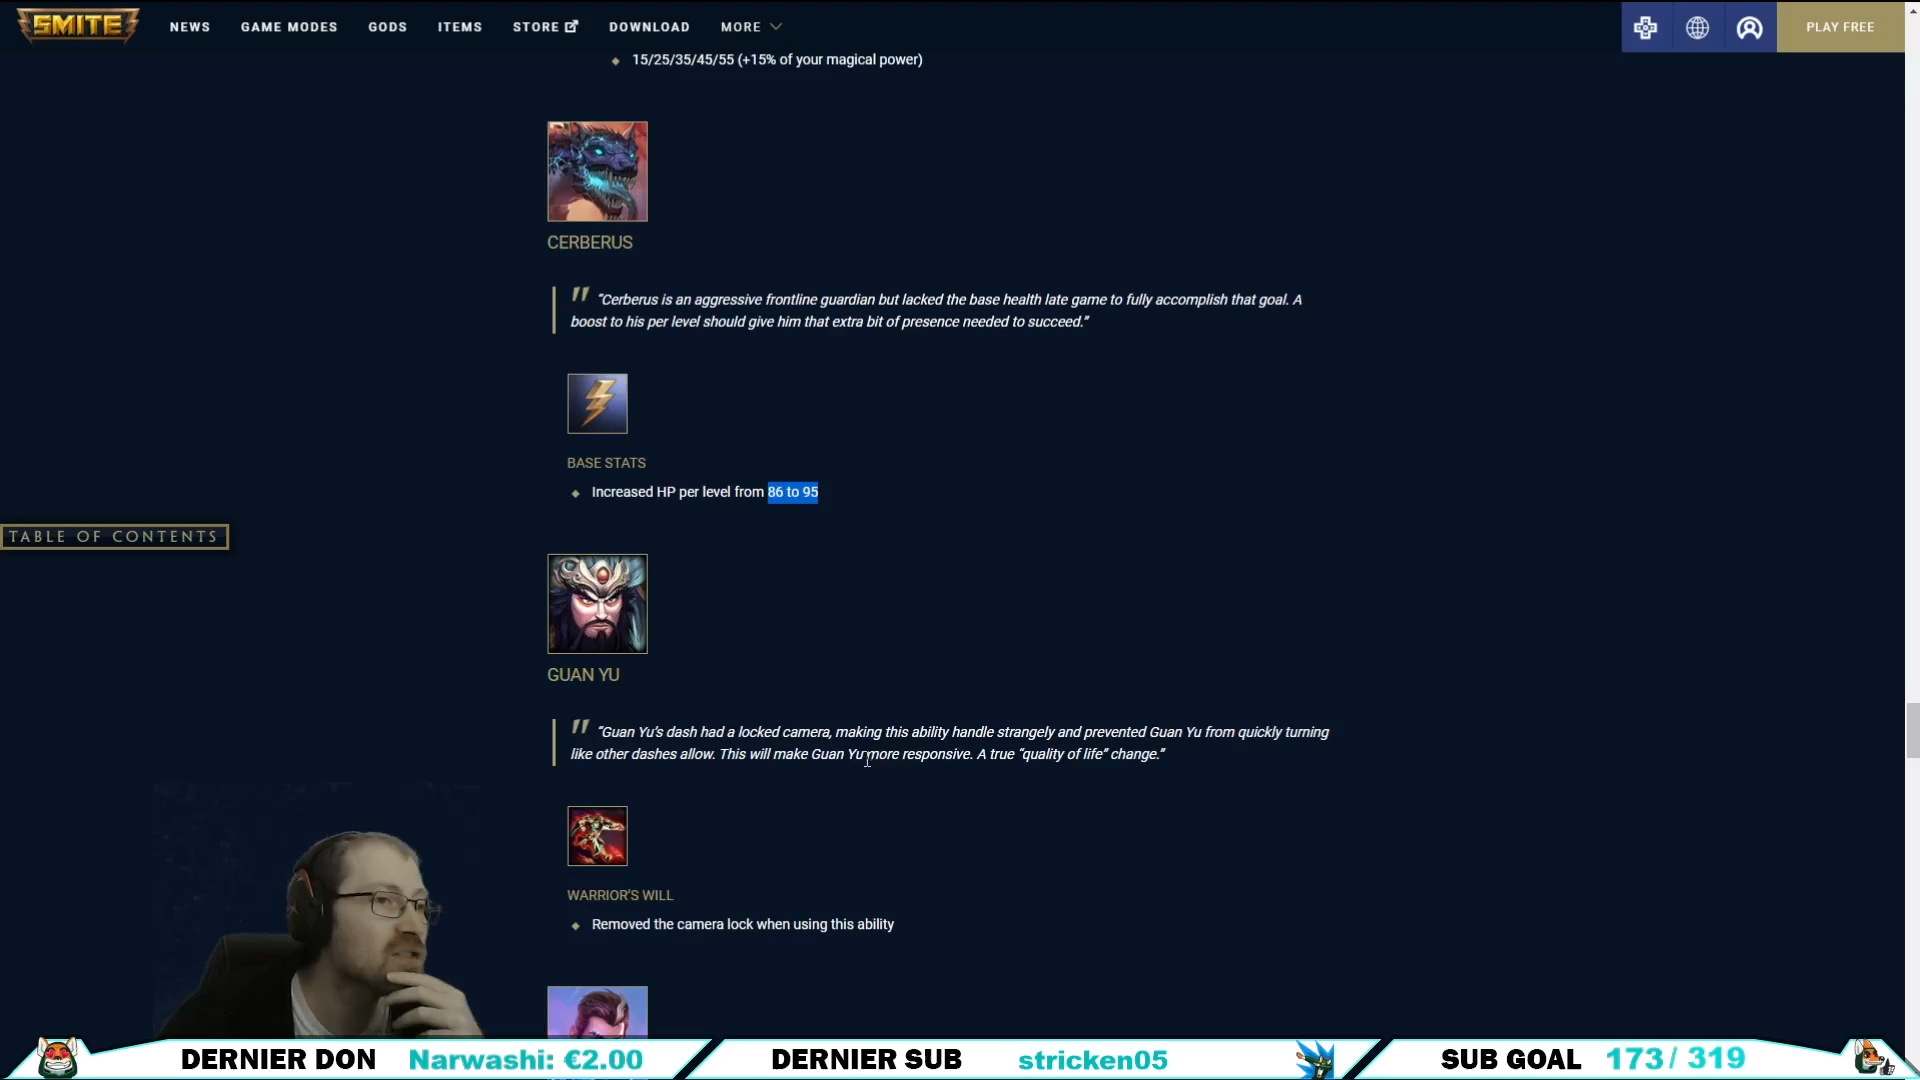 SMITE NEWS GAME MODES GODS ITEMS STORE DOWNLOAD MORE PLAY FREE
15/25/35/45/55 (+15% of your magical power)
CERBERUS
" “Cerberus is an aggressive frontline guardian but lacked the base health late game to fully accomplish that goal. A
boost to his per level should give him that extra bit of presence needed to succeed.”
BASE STATS
Increased HP per level from 86 to 95
TABLE OF CONTENTS
GUAN YU
" “Guan Yu’s dash had a locked camera, making this ability handle strangely and prevented Guan Yu from quickly turning
like other dashes allow. This will make Guan Yu more responsive. A true “quality of life” change.”
WARRIOR’S WILL
Removed the camera lock when using this ability
DERNIER DON Narwashi: €2.00 DERNIER SUB stricken05 SUB GOAL 173/ 319